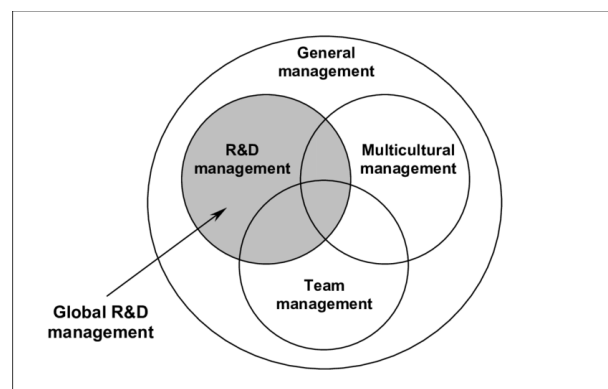 General
management
R&D
management
Multicultural
management
Team
management
Global R&D
management